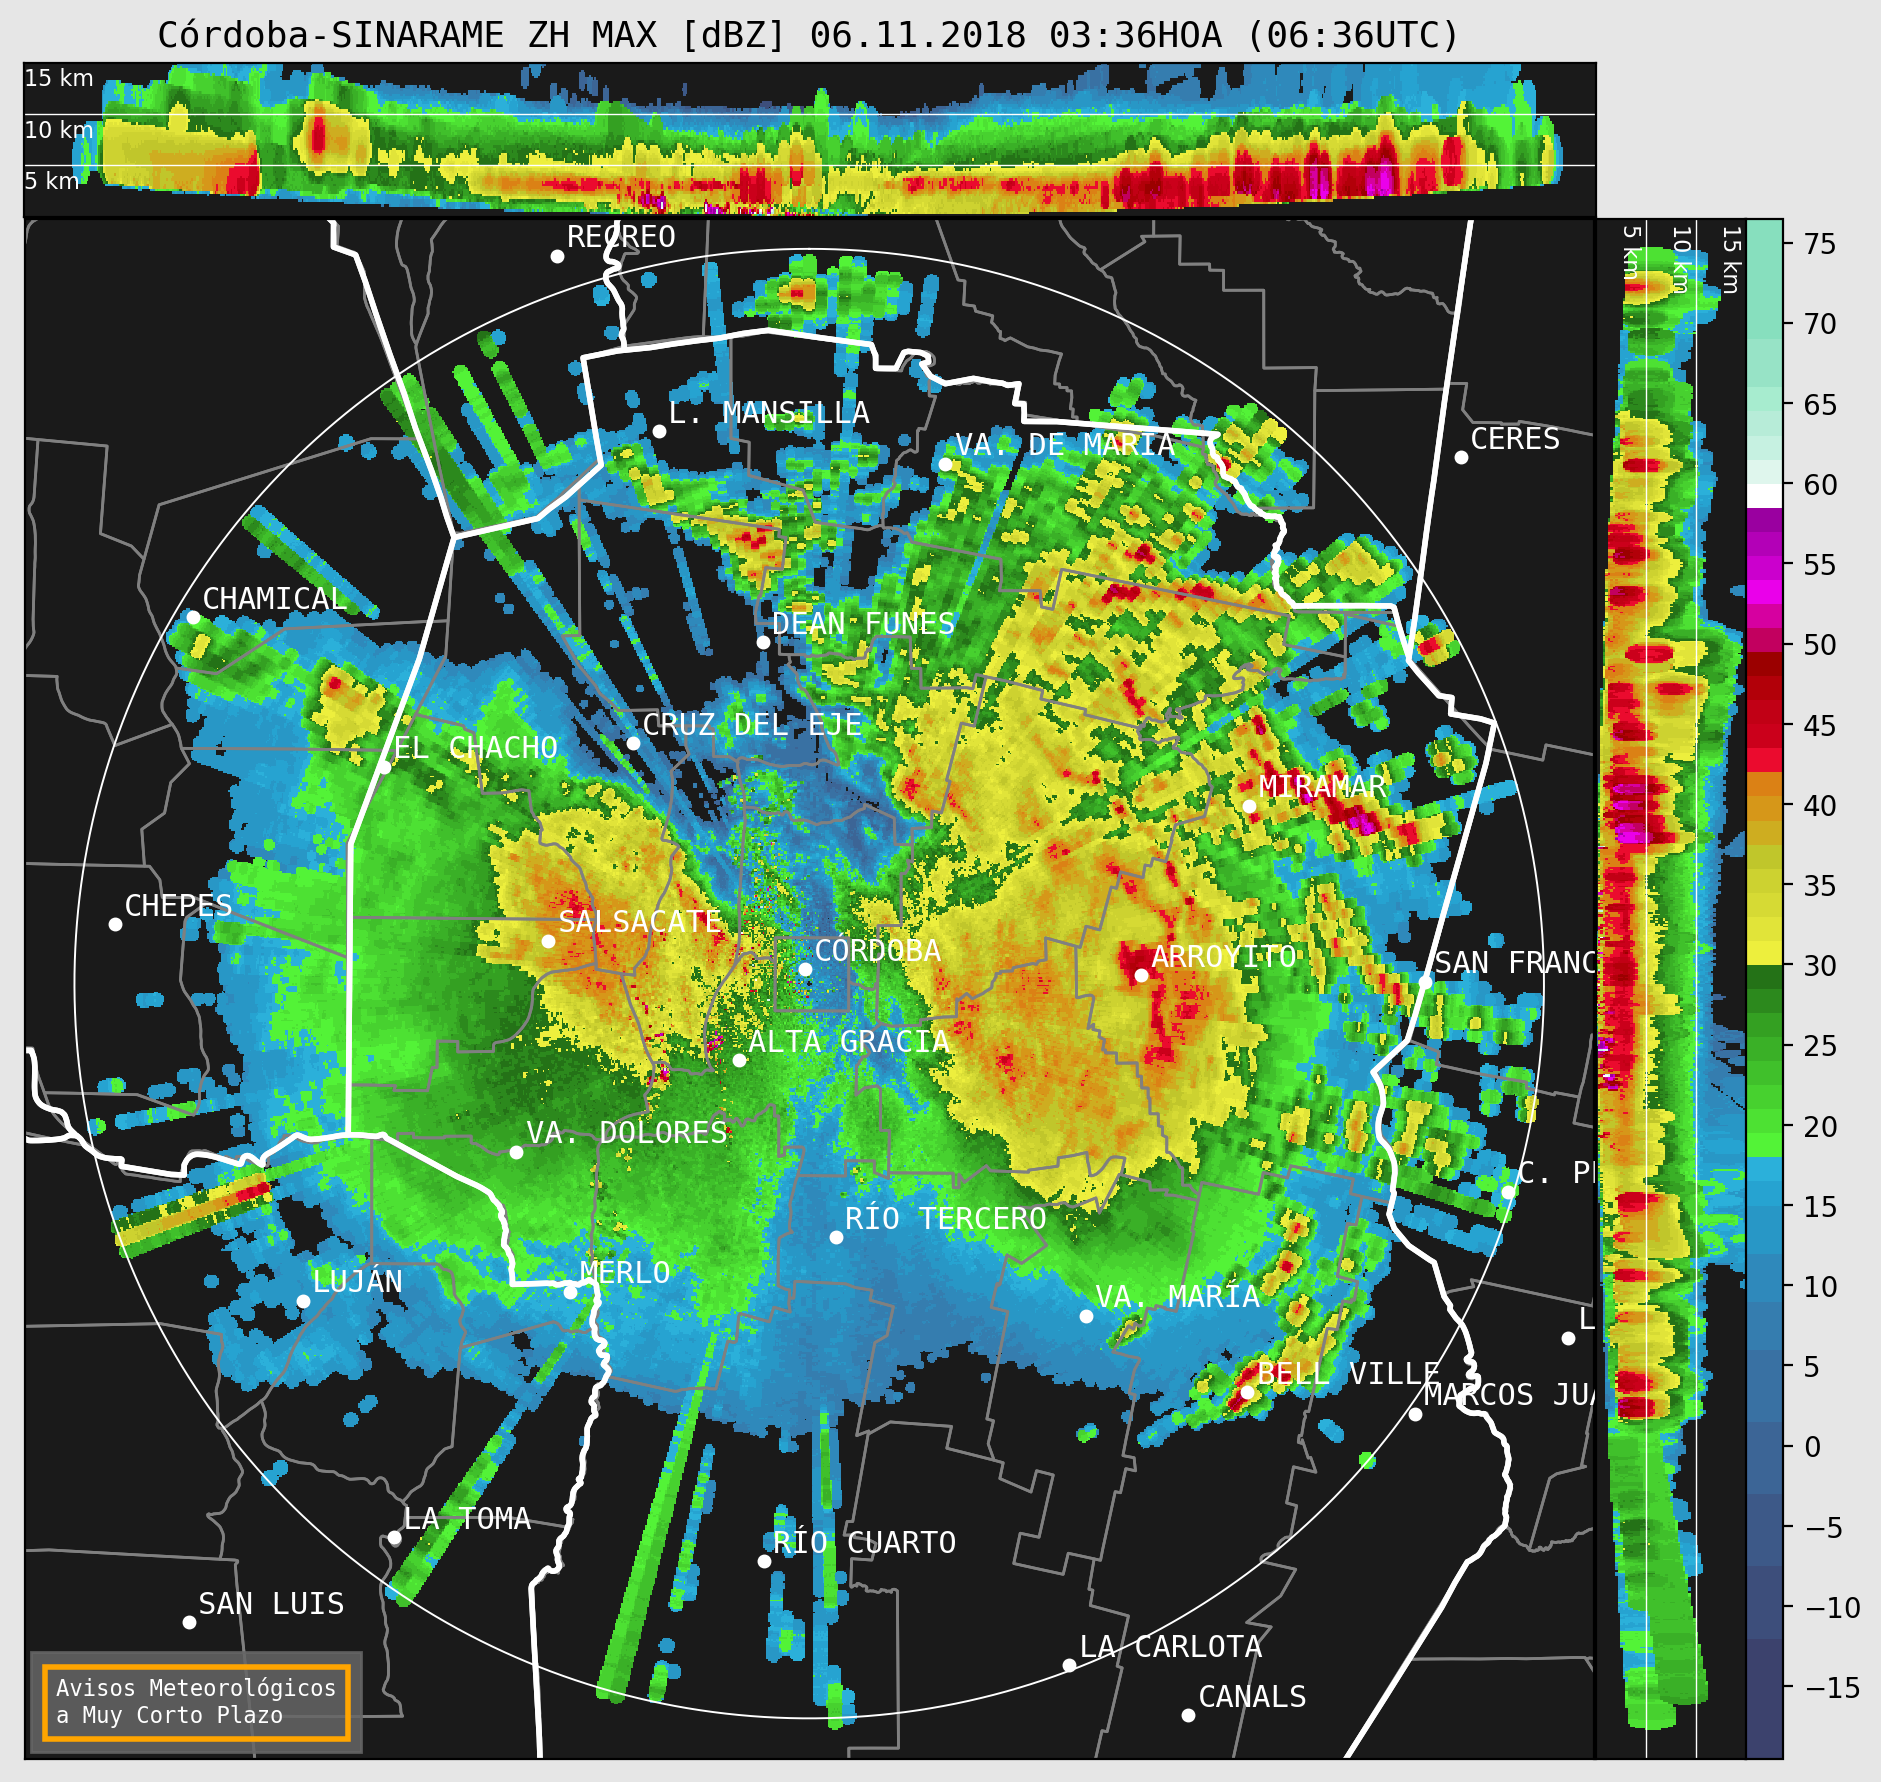 Córdoba-SINARAME ZH MAX [dBZ] 06.11.2018 03:36HOA (06:36UTC)
15 km
10 km
5 km
5 km
10 km
15 km
RECREO
L. MANSILLA
VA. DE MARÍA
CERES
CHAMICAL
DEAN FUNES
CRUZ DEL EJE
EL CHACHO
MIRAMAR
CHEPES
SALSACATE
CÓRDOBA
ARROYITO
SAN FRANC
ALTA GRACIA
VA. DOLORES
C. P
RÍO TERCERO
MERLO
LUJÁN
VA. MARÍA
L
BELL VILLE
MARCOS JUA
LA TOMA
RÍO CUARTO
SAN LUIS
LA CARLOTA
CANALS
Avisos Meteorológicos
a Muy Corto Plazo
75
70
65
60
55
50
45
40
35
30
25
20
15
10
5
0
−5
−10
−15